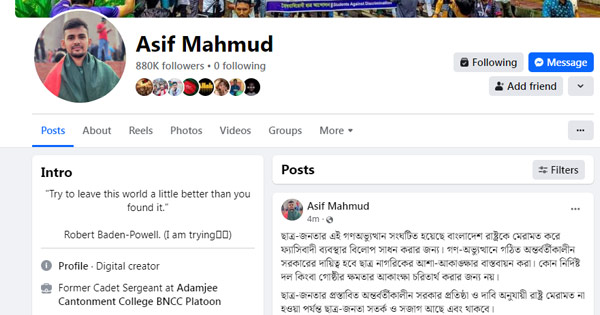 বৈষম্যবিরোধী ছাত্র আন্দোলন Students Against Discrimination
Asif Mahmud
880K followers • 0 following
Following
Message
Add friend
Posts
About
Reels
Photos
Videos
Groups
More
Intro
"Try to leave this world a little better than you
found it."
Robert Baden-Powell. (I am trying▯▯)
Profile · Digital creator
Former Cadet Sergeant at Adamjee
Cantonment College BNCC Platoon
Posts
Filters
Asif Mahmud
4m ·
ছাত্র-জনতার এই গণঅভ্যুত্থান সংঘটিত হয়েছে বাংলাদেশ রাষ্ট্রকে মেরামত করে
ফ্যাসিবাদী ব্যবস্থার বিলোপ সাধন করার জন্য। গণ-অভ্যুত্থানে গঠিত অন্তর্বর্তীকালীন
সরকারের দায়িত্ব হবে ছাত্র নাগরিকের আশা-আকাঙ্ক্ষার বাস্তবায়ন করা। কোন নির্দিষ্ট
দল কিংবা গোষ্ঠীর ক্ষমতার আকাংক্ষা চরিতার্থ করার জন্য নয়।
ছাত্র-জনতার প্রস্তাবিত অন্তর্বর্তীকালীন সরকার প্রতিষ্ঠা ও দাবি অনুযায়ী রাষ্ট্র মেরামত না
হওয়া পর্যন্ত ছাত্র-জনতা সতর্ক ও সজাগ আছে এবং থাকবে।